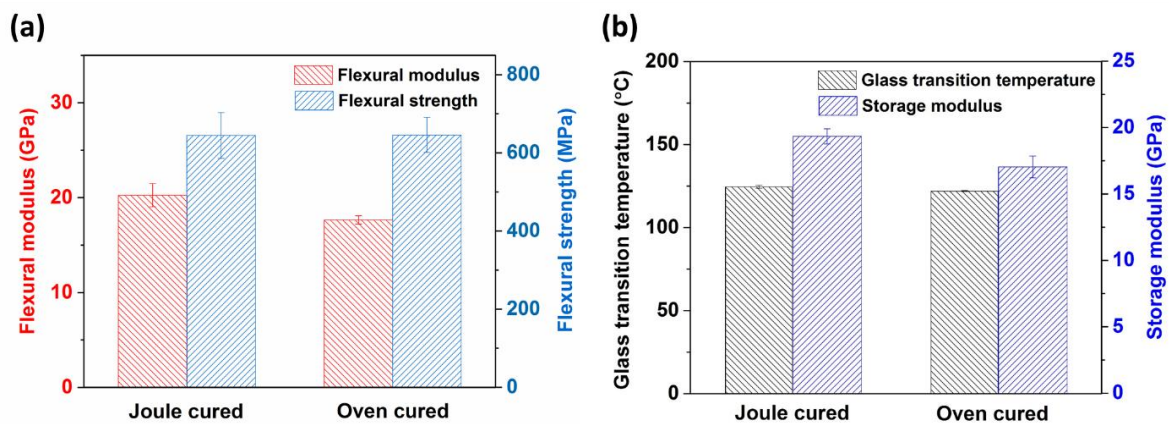 (a)
Flexural modulus (GPa)
30
20
10
0
Flexural modulus
Flexural strength
800
600
400
200
0
Flexural strength (MPa)
Joule cured
Oven cured
(b)
Glass transition temperature (°C)
200
150
100
50
0
Glass transition temperature
Storage modulus
25
20
15
10
5
0
Storage modulus (GPa)
Joule cured
Oven cured